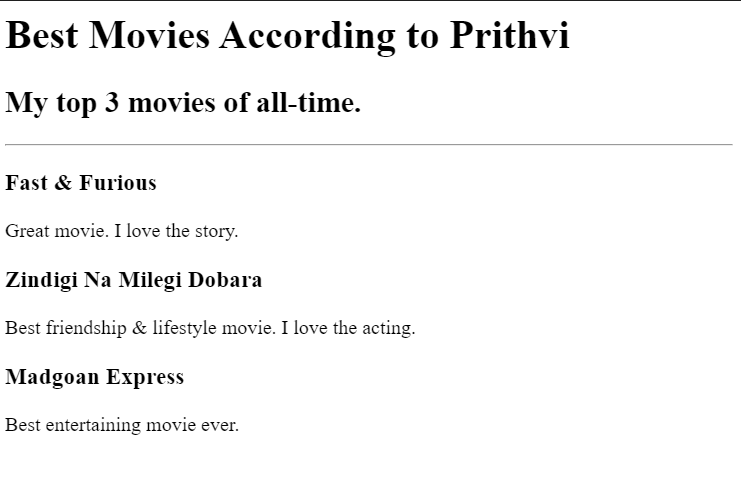 Best Movies According to Prithvi
My top 3 movies of all-time.
Fast & Furious
Great movie. I love the story.
Zindigi Na Milegi Dobara
Best friendship & lifestyle movie. I love the acting.
Madgoan Express
Best entertaining movie ever.